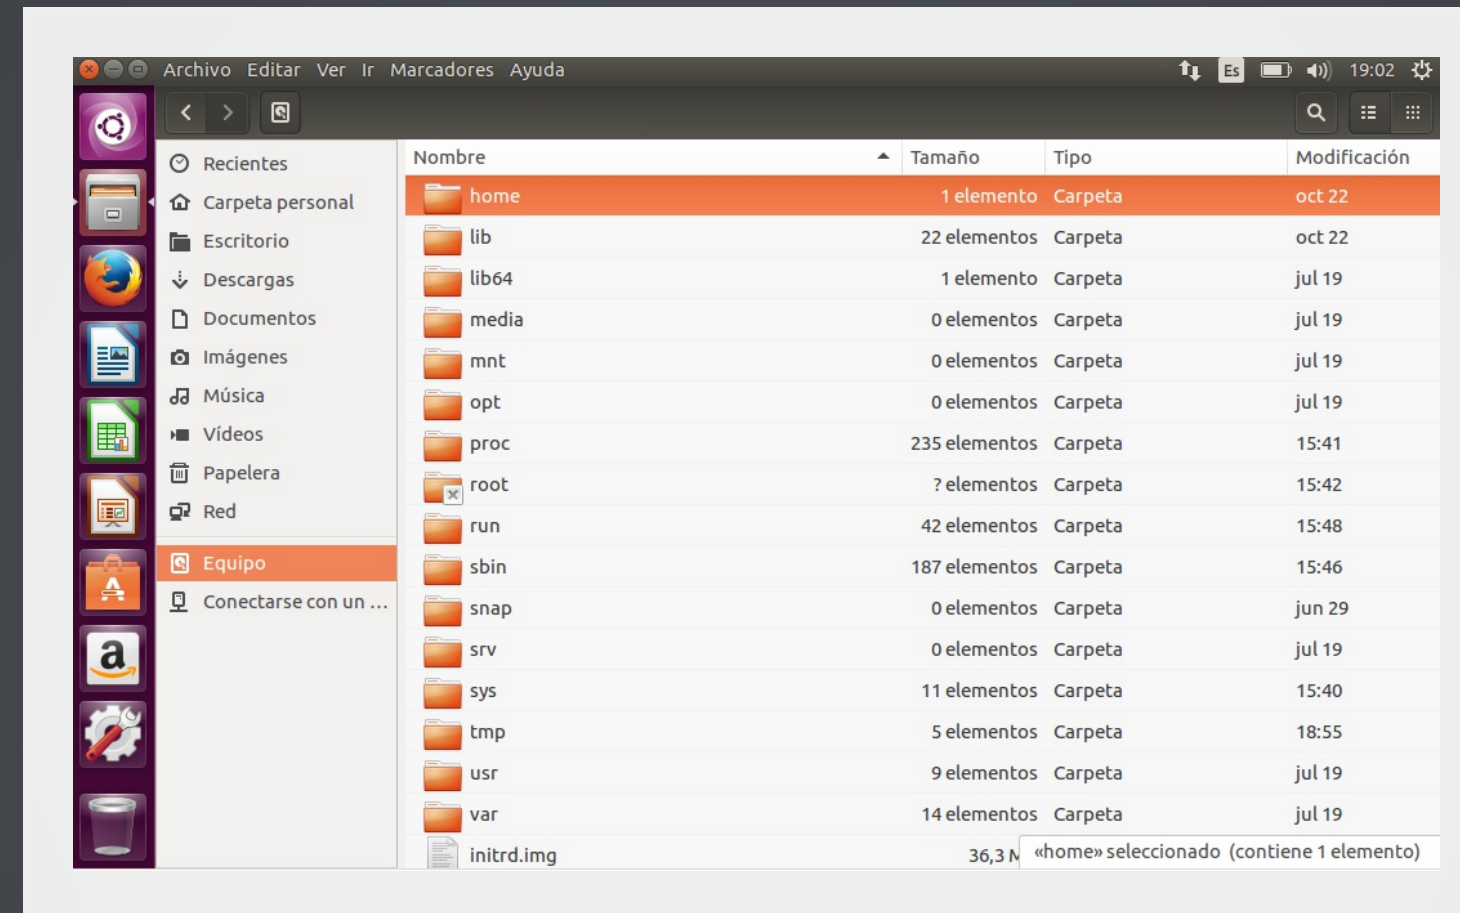 Archivo Editar Ver Ir Marcadores Ayuda Es 19:02
Nombre Tamaño Tipo Modificación
Recientes
Carpeta personal
Escritorio
Descargas
Documentos
Imágenes
Música
Vídeos
Papelera
Red
Equipo
Conectarse con un ...
home 1 elemento Carpeta oct 22
lib 22 elementos Carpeta oct 22
lib64 1 elemento Carpeta jul 19
media 0 elementos Carpeta jul 19
mnt 0 elementos Carpeta jul 19
opt 0 elementos Carpeta jul 19
proc 235 elementos Carpeta 15:41
root ? elementos Carpeta 15:42
run 42 elementos Carpeta 15:48
sbin 187 elementos Carpeta 15:46
snap 0 elementos Carpeta jun 29
srv 0 elementos Carpeta jul 19
sys 11 elementos Carpeta 15:40
tmp 5 elementos Carpeta 18:55
usr 9 elementos Carpeta jul 19
var 14 elementos Carpeta jul 19
initrd.img 36,3
«home» seleccionado (contiene 1 elemento)
a